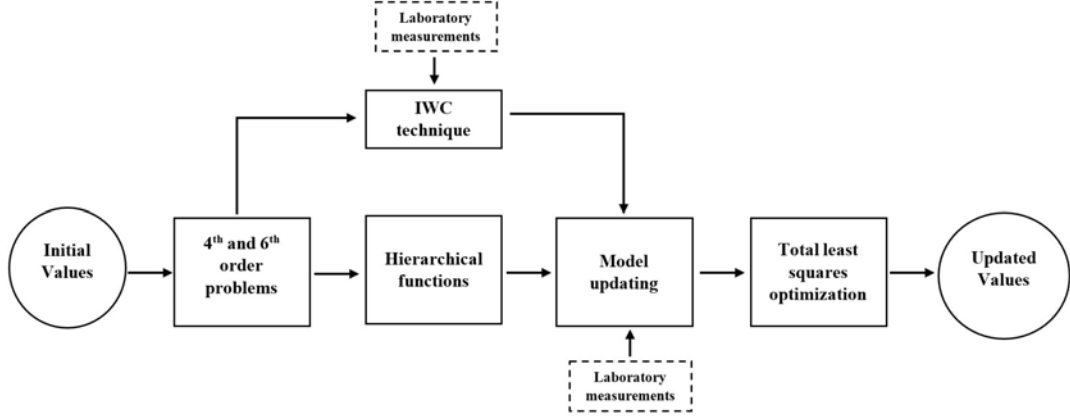 Laboratory
measurements
IWC
technique
Initial
Values
4th and 6th
order
problems
Hierarchical
functions
Model
updating
Total least
squares
optimization
Updated
Values
Laboratory
measurements